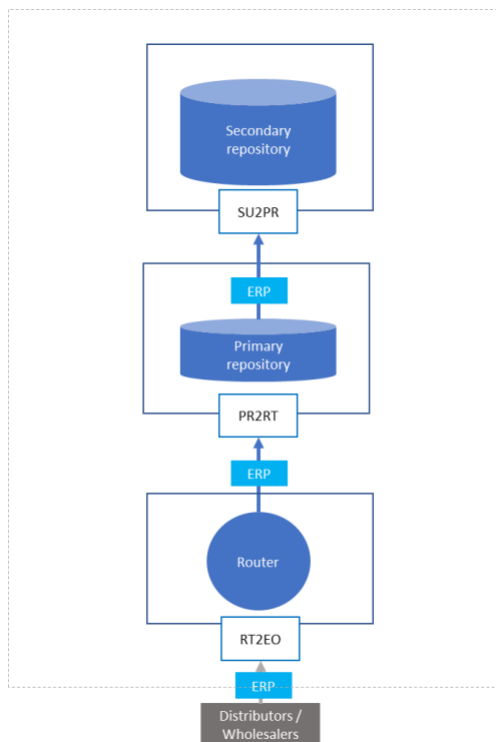 Secondary
repository
SU2PR
ERP
Primary
repository
PR2RT
ERP
Router
RT2EO
ERP
Distributors /
Wholesalers